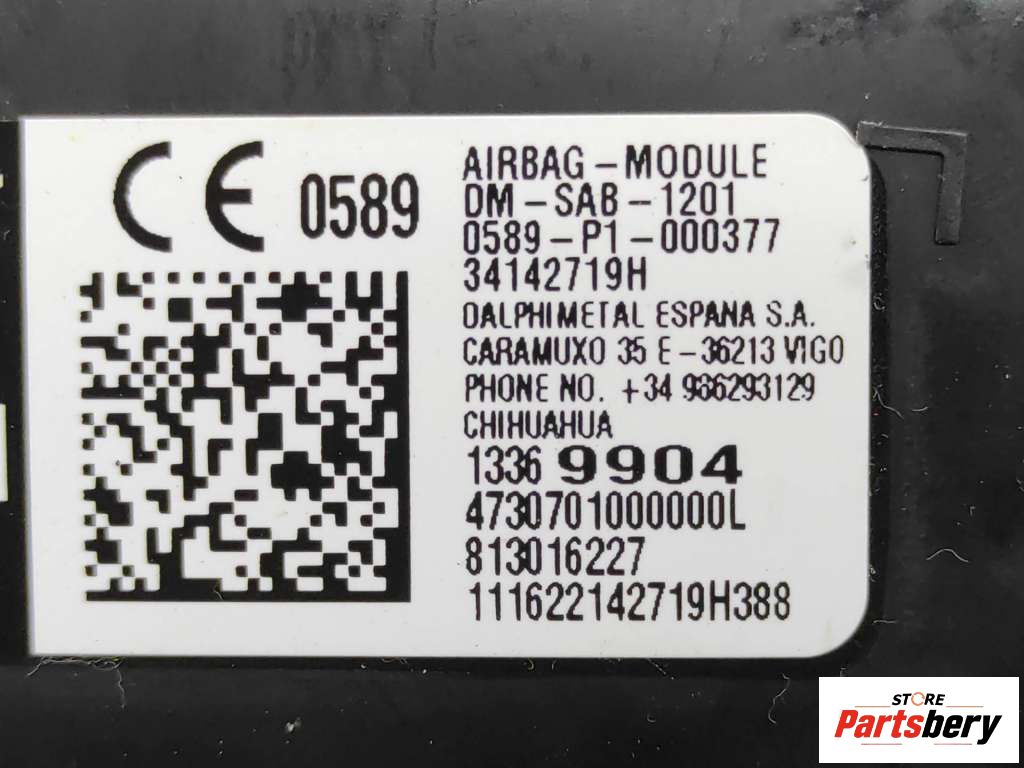 CE 0589
AIRBAG-MODULE
DM-SAB-1201
0589-P1-000377
34142719H
DALPHIMETAL ESPANA S.A.
CARAMUXO 35 E-36213 VIGO
PHONE NO. +34 986293129
CHIHUAHUA
1336 9904
4730701000000L
813016227
111622142719H388
STORE
Partsbery